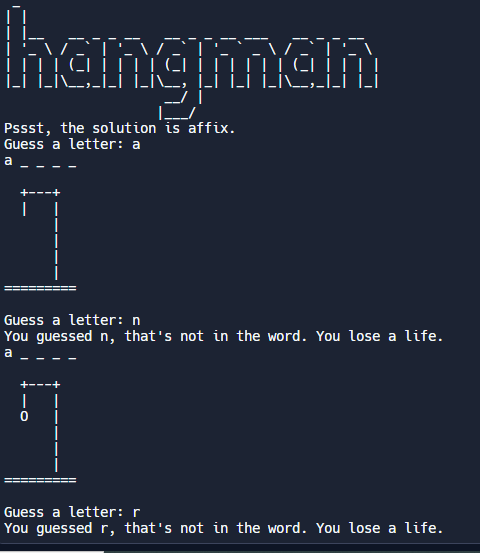 hangman
Pssst, the solution is affix.
Guess a letter: a
a _ _ _ _
Guess a letter: n
You guessed n, that's not in the word. You lose a life.
a _ _ _ _
O
Guess a letter: r
You guessed r, that's not in the word. You lose a life.